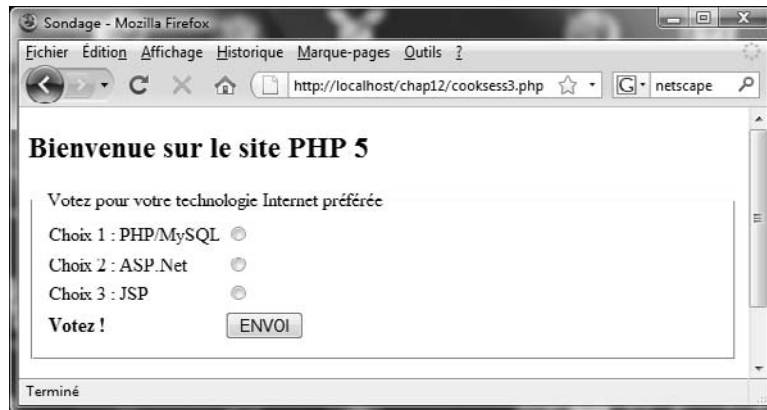 Sondage - Mozilla Firefox
Fichier Édition Affichage Historique Marque-pages Outils ?
http://localhost/chap12/cooksess3.php G netscape
Bienvenue sur le site PHP 5
Votez pour votre technologie Internet préférée
Choix 1 : PHP/MySQL
Choix 2 : ASP.Net
Choix 3 : JSP
Votez ! ENVOI
Terminé